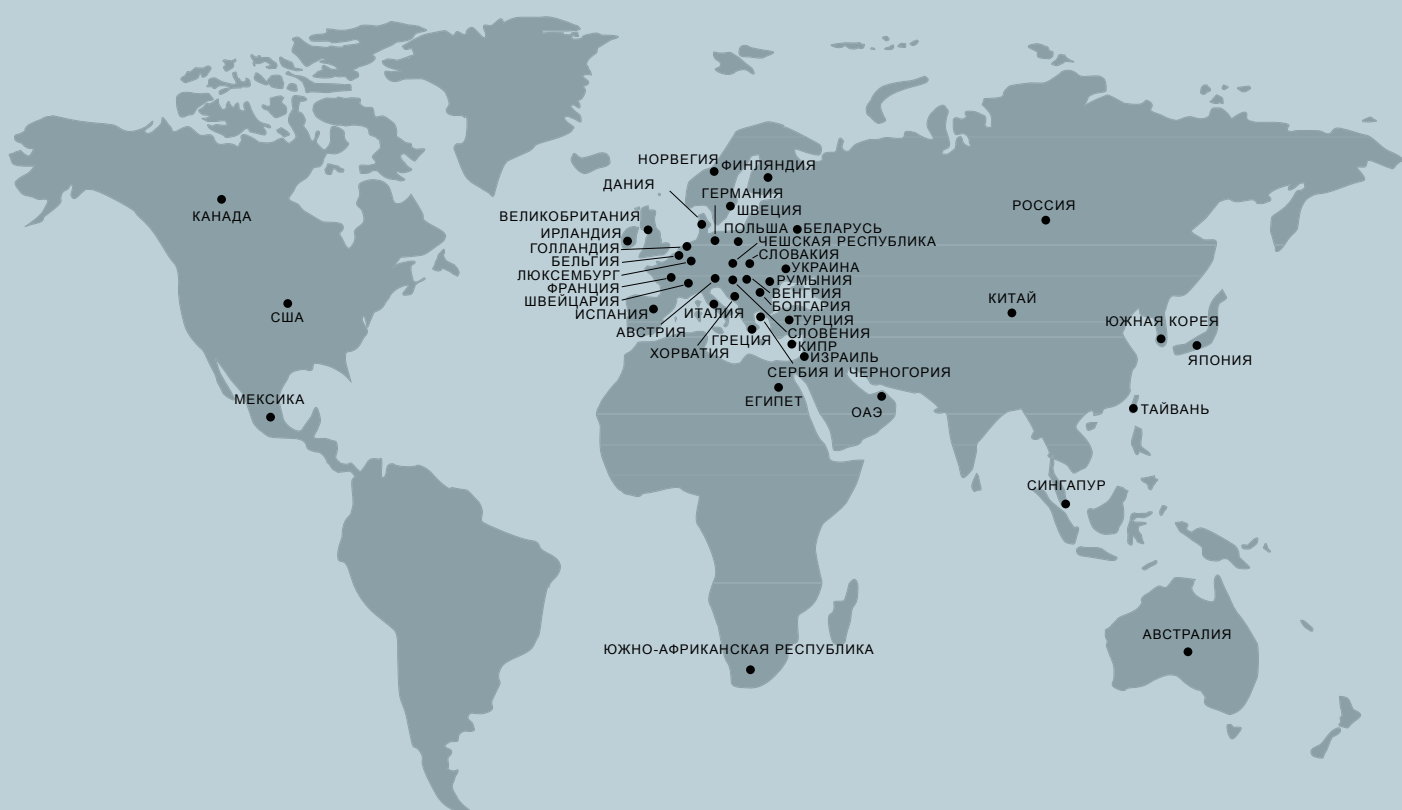 НОРВЕГИЯ
ФИНЛЯНДИЯ
ДАНИЯ
ГЕРМАНИЯ
КАНАДА
ВЕЛИКОБРИТАНИЯ
ШВЕЦИЯ
РОССИЯ
ИРЛАНДИЯ
ПОЛЬША
БЕЛАРУСЬ
ГОЛЛАНДИЯ
ЧЕШСКАЯ РЕСПУБЛИКА
БЕЛЬГИЯ
СЛОВАКИЯ
ЛЮКСЕМБУРГ
УКРАИНА
ФРАНЦИЯ
РУМЫНИЯ
ШВЕЙЦАРИЯ
ВЕНГРИЯ
КИТАЙ
ИСПАНИЯ
ИТАЛИЯ
БОЛГАРИЯ
США
ТУРЦИЯ
ЮЖНАЯ КОРЕЯ
АВСТРИЯ
СЛОВЕНИЯ
ГРЕЦИЯ
КИПР
ХОРВАТИЯ
ИЗРАИЛЬ
ЯПОНИЯ
СЕРБИЯ И ЧЕРНОГОРИЯ
МЕКСИКА
ЕГИПЕТ
ОАЭ
ТАЙВАНЬ
СИНГАПУР
АВСТРАЛИЯ
ЮЖНО-АФРИКАНСКАЯ РЕСПУБЛИКА